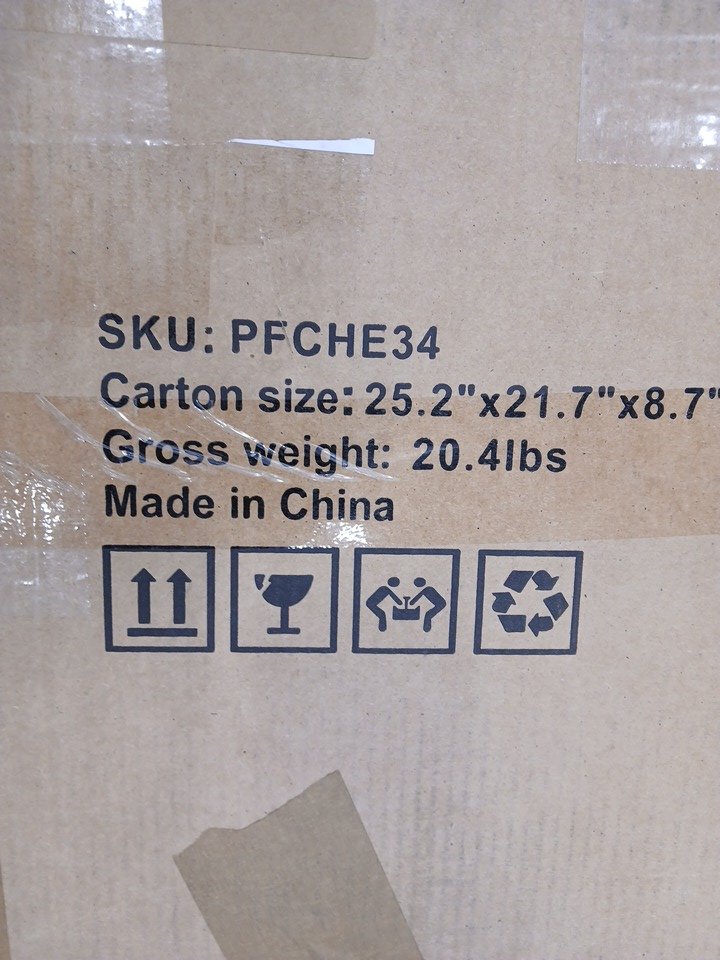 SKU: PFCHE34
Carton size: 25.2"x21.7"x8.7"
Gross weight: 20.4lbs
Made in China